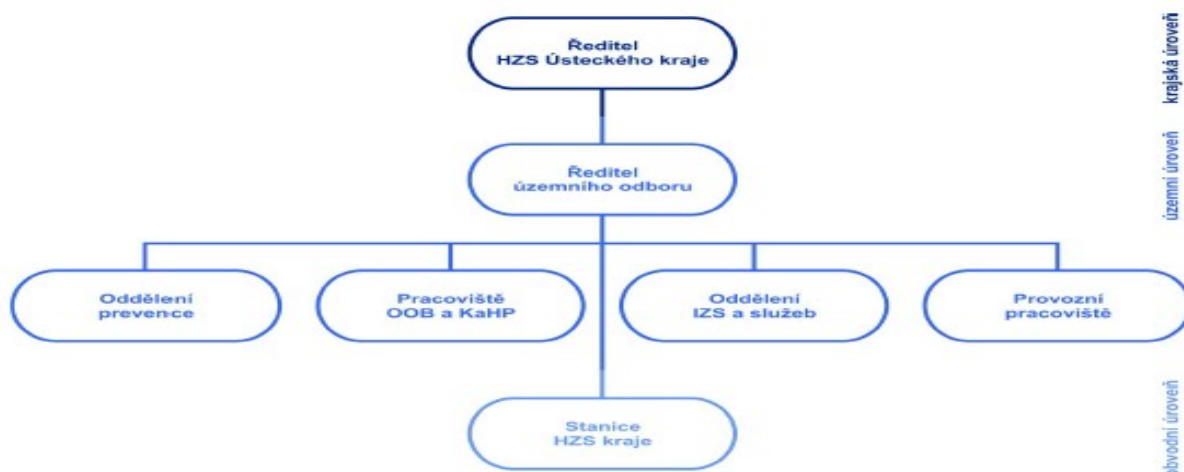 Ředitel
HZS Ústeckého kraje
krajská úroveň
Ředitel
územního odboru
územní úroveň
Oddělení
prevence
Pracoviště
OOB a KaHP
Oddělení
IZS a služeb
Provozní
pracoviště
Stanice
HZS kraje
obvodní úroveň